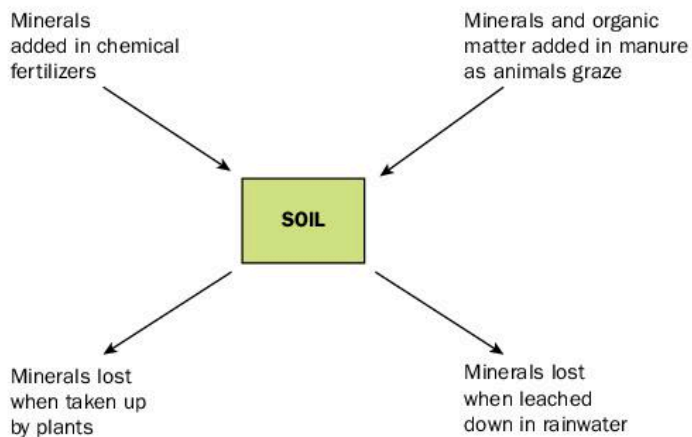 Minerals
added in chemical
fertilizers
Minerals and organic
matter added in manure
as animals graze
SOIL
Minerals lost
when taken up
by plants
Minerals lost
when leached
down in rainwater